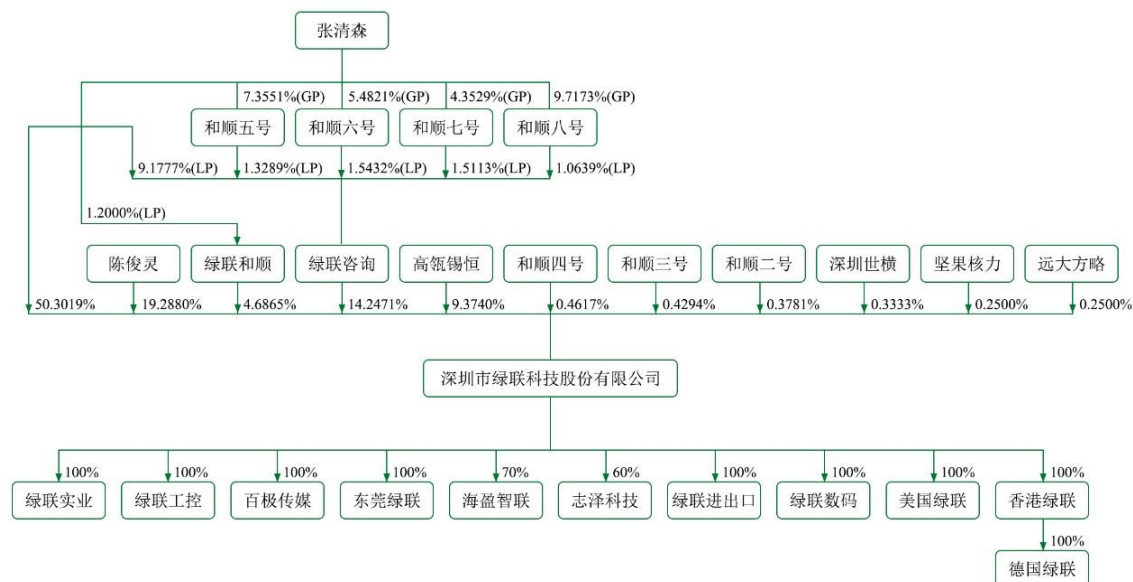 张清森
7.3551%(GP) 5.4821%(GP) 4.3529%(GP) 9.7173%(GP)
和顺五号 和顺六号 和顺七号 和顺八号
9.1777%(LP) 1.3289%(LP) 1.5432%(LP) 1.5113%(LP) 1.0639%(LP)
1.2000%(LP)
陈俊灵 绿联和顺 绿联咨询 高瓴锡恒 和顺四号 和顺三号 和顺二号 深圳世横 坚果核力 远大方略
50.3019% 19.2880% 4.6865% 14.2471% 9.3740% 0.4617% 0.4294% 0.3781% 0.3333% 0.2500% 0.2500%
深圳市绿联科技股份有限公司
100% 100% 100% 100% 70% 60% 100% 100% 100% 100%
绿联实业 绿联工控 百极传媒 东莞绿联 海盈智联 志泽科技 绿联进出口 绿联数码 美国绿联 香港绿联
100%
德国绿联